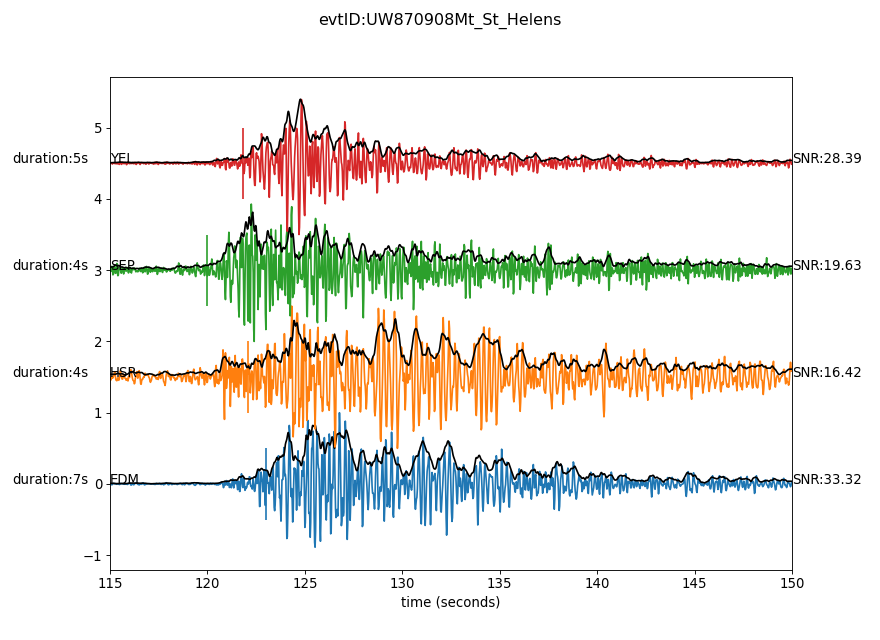 evtID:UW870908Mt_St_Helens
5
duration:5s YEL SNR:28.39
4
duration:4s SEP SNR:19.63
3
2
duration:4s HSR SNR:16.42
1
duration:7s EDM SNR:33.32
0
−1
115 120 125 130 135 140 145 150
time (seconds)